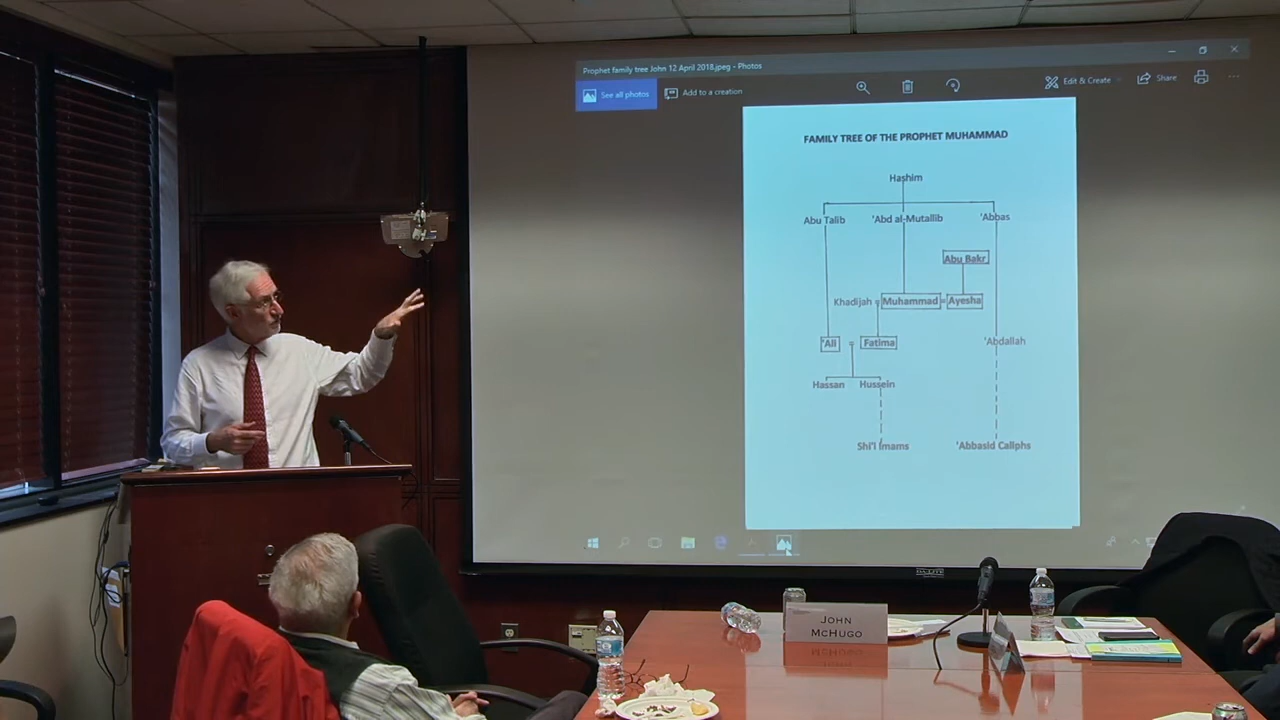 Prophet family tree John 12 April 2018.jpeg - Photos
See all photos
Add to a creation
Edit & Create
Share
FAMILY TREE OF THE PROPHET MUHAMMAD
Hashim
Abu Talib
'Abd al-Mutallib
'Abbas
Abu Bakr
Khadijah = Muhammad = Ayesha
'Ali = Fatima
'Abdallah
Hassan
Hussein
Shi'i Imams
'Abbasid Caliphs
DA-LITE
JOHN
McHUGO